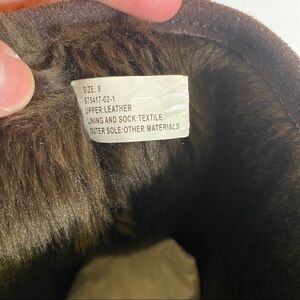 SIZE: 8
675417-02-1
UPPER:LEATHER
LINING AND SOCK:TEXTILE
OUTER SOLE:OTHER MATERIALS